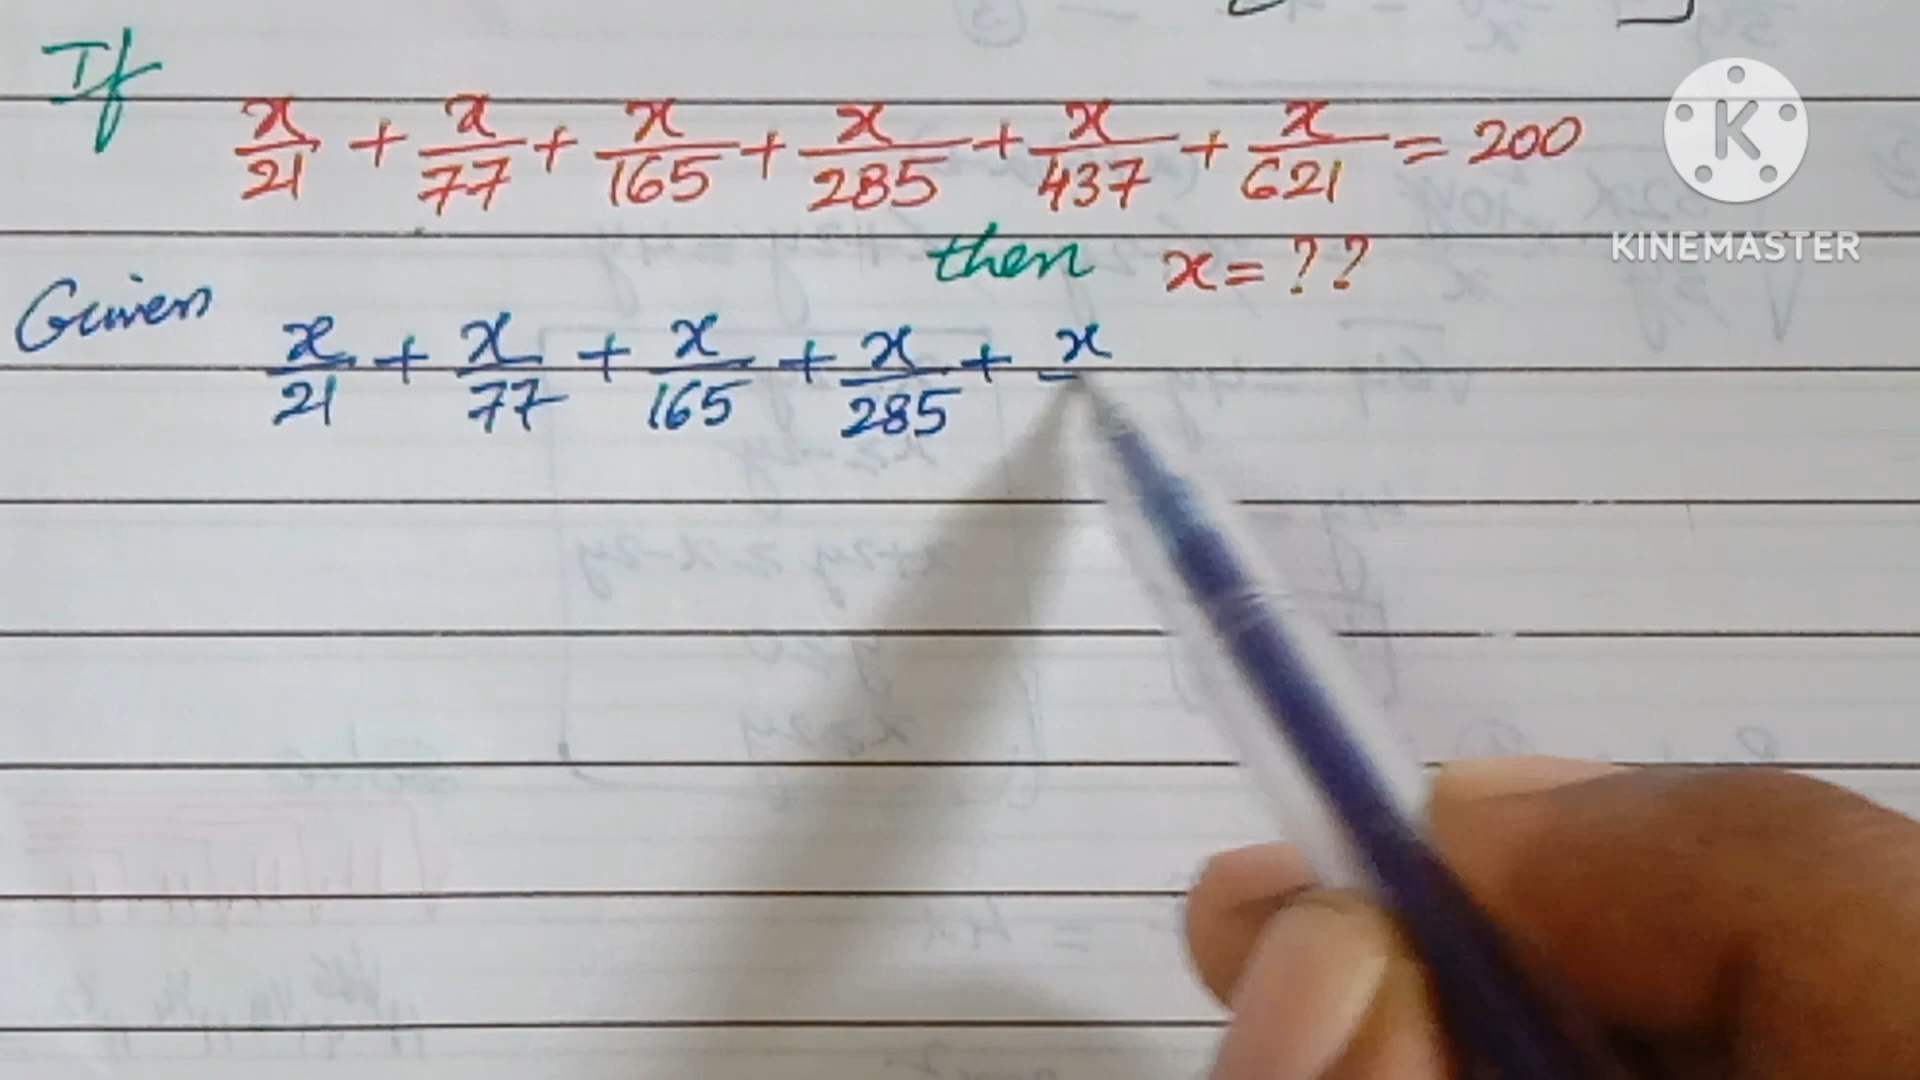 If
x/21 + x/77 + x/165 + x/285 + x/437 + x/621 = 200
then x = ??
Given
x/21 + x/77 + x/165 + x/285 + x
K
KINEMASTER